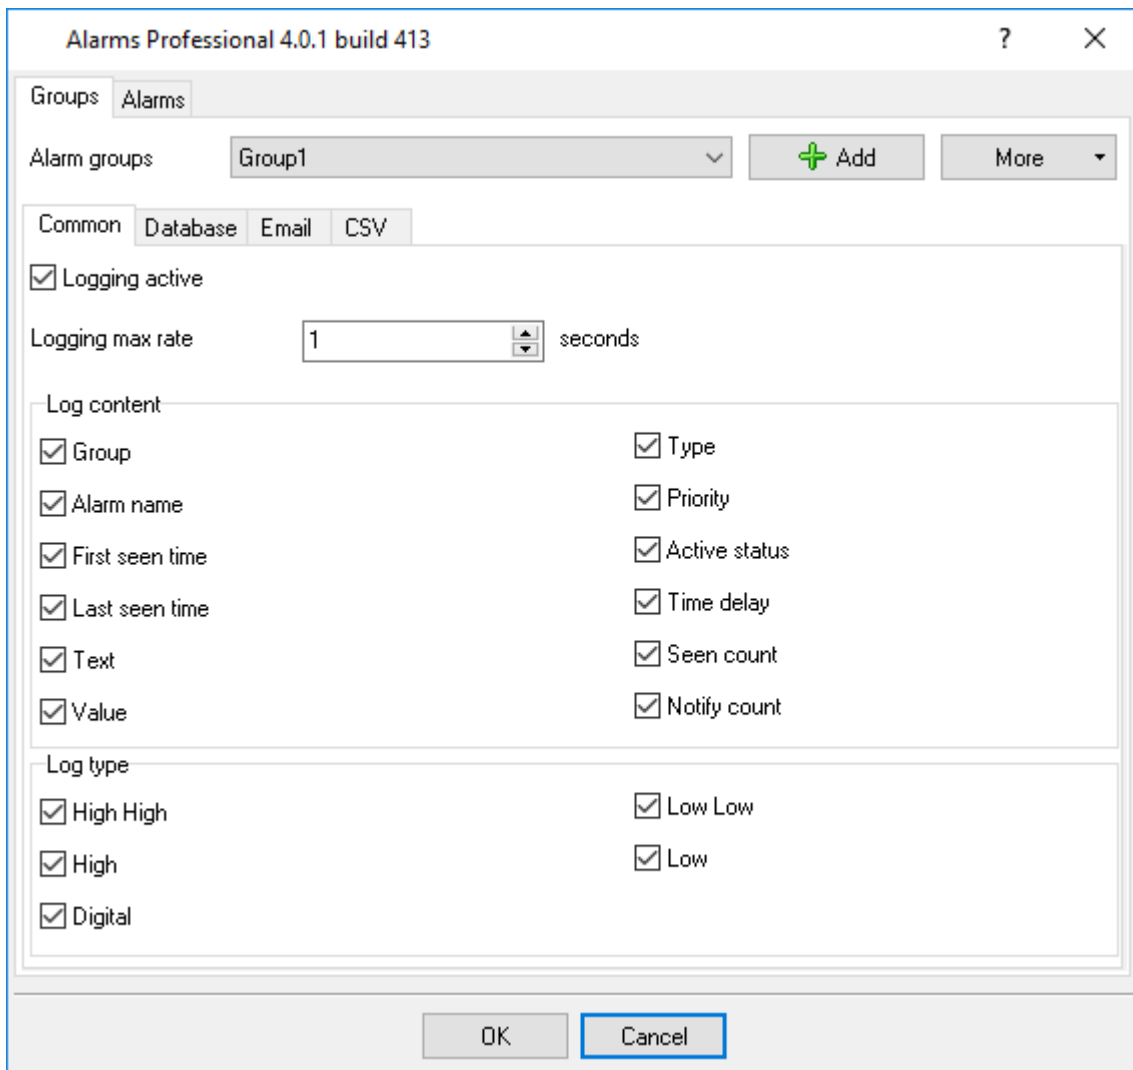 Alarms Professional 4.0.1 build 413 ?
Groups Alarms
Alarm groups Group1 Add More
Common Database Email CSV
Logging active
Logging max rate 1 seconds
Log content
Group Type
Alarm name Priority
First seen time Active status
Last seen time Time delay
Text Seen count
Value Notify count
Log type
High High Low Low
High Low
Digital
OK Cancel